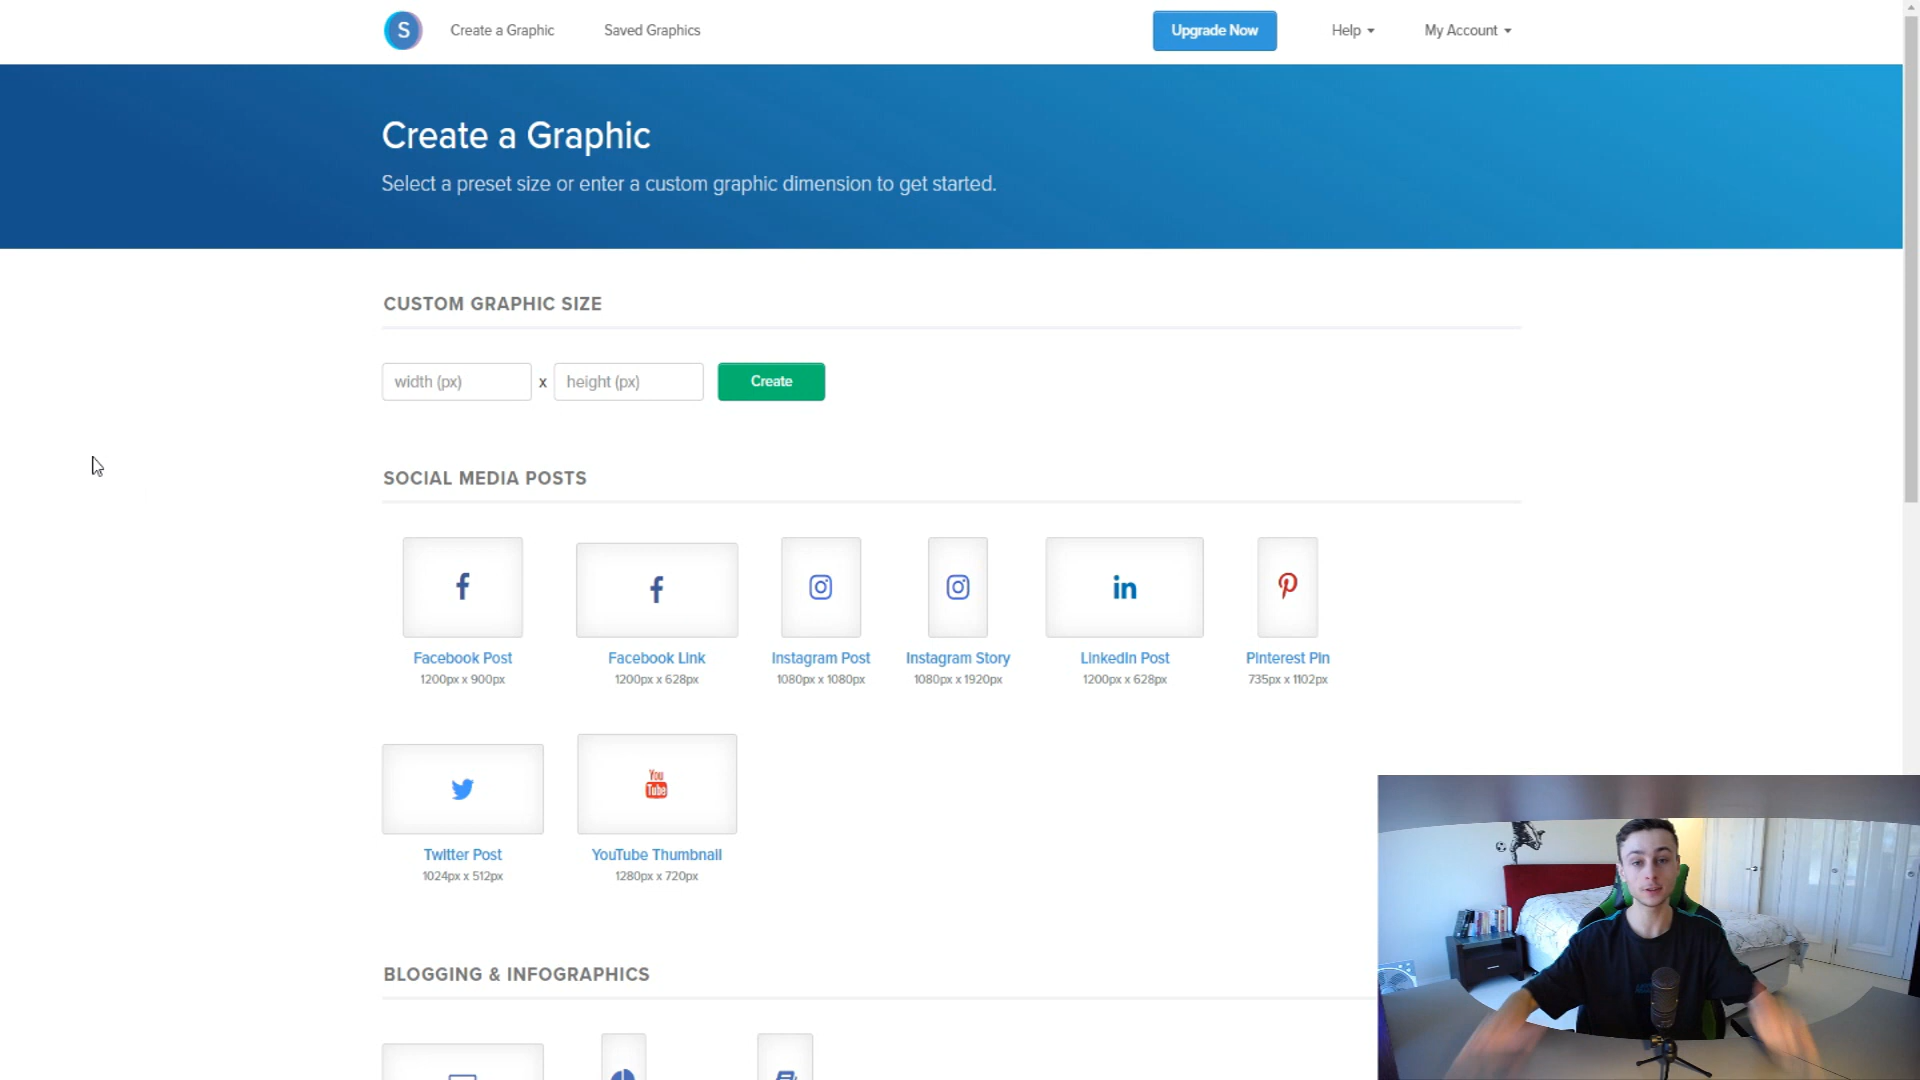 S Create a Graphic Saved Graphics Upgrade Now Help My Account
Create a Graphic
Select a preset size or enter a custom graphic dimension to get started.
CUSTOM GRAPHIC SIZE
width (px) x height (px) Create
SOCIAL MEDIA POSTS
f f in
Facebook Post Facebook Link Instagram Post Instagram Story LinkedIn Post Pinterest Pin
1200px x 900px 1200px x 628px 1080px x 1080px 1080px x 1920px 1200px x 628px 735px x 1102px
You
Tube
Twitter Post YouTube Thumbnail
1024px x 512px 1280px x 720px
BLOGGING & INFOGRAPHICS